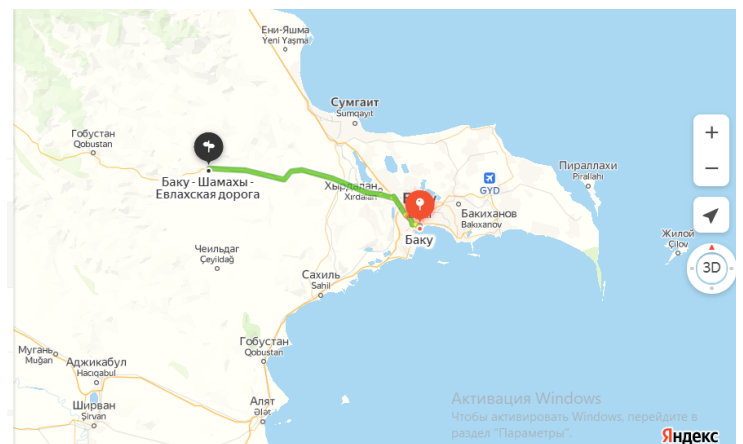 Ени-Яшма
Yeni Yaşma
Сумгаит
Sumqayıt
Гобустан
Qobustan
Пираллахи
Pirallahi
GYD
Баку - Шамахы -
Евлахская дорога
Хырдалан
Xırdalan
Бакиханов
Bakıxanov
Баку
Жилой
Çilov
3D
Чеильдаг
Çeyildağ
Сахиль
Sahil
Гобустан
Qobustan
Мугань
Muğan
Аджикабул
Hacıqabul
Ширван
Şirvan
Алят
Ələt
Активация Windows
Чтобы активировать Windows, перейдите в
раздел "Параметры".
Яндекс